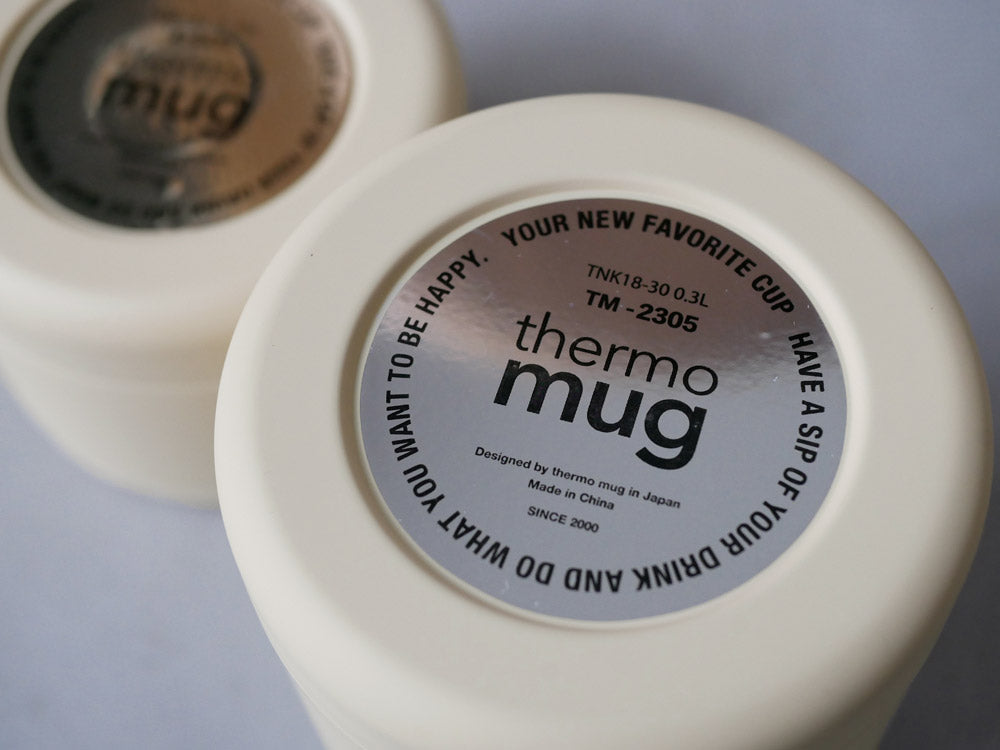 YOUR NEW FAVORITE CUP HAVE A SIP OF YOUR DRINK AND DO WHAT YOU WANT TO BE HAPPY.
TNK18-30 0.3L
TM-2305
thermo
mug
Designed by thermo mug in Japan
Made in China
SINCE 2000
mug